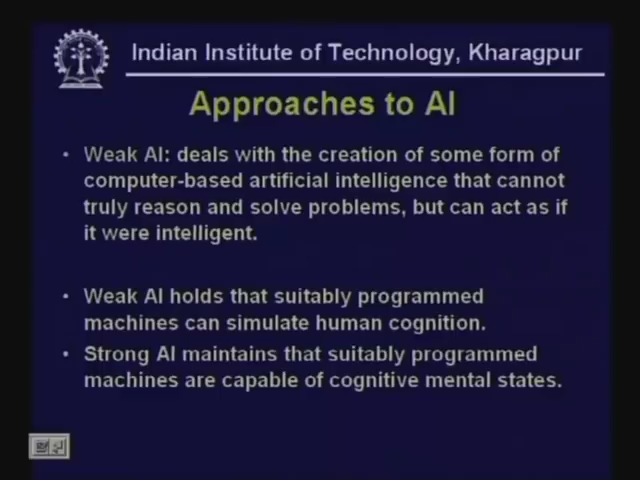 Indian Institute of Technology, Kharagpur
Approaches to AI
• Weak AI: deals with the creation of some form of
computer-based artificial intelligence that cannot
truly reason and solve problems, but can act as if
it were intelligent.
• Weak AI holds that suitably programmed
machines can simulate human cognition.
• Strong AI maintains that suitably programmed
machines are capable of cognitive mental states.